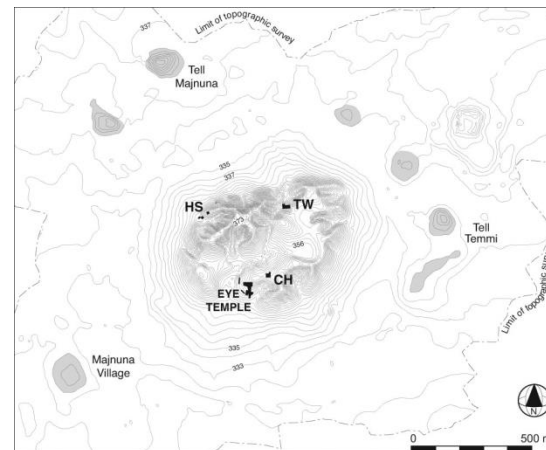 337
Limit of topographic survey
Tell
Majnuna
335
337
HS
373
TW
356
Tell
Temmi
CH
EYE
TEMPLE
335
333
Majnuna
Village
Limit of topographic surve
N
0 500 m